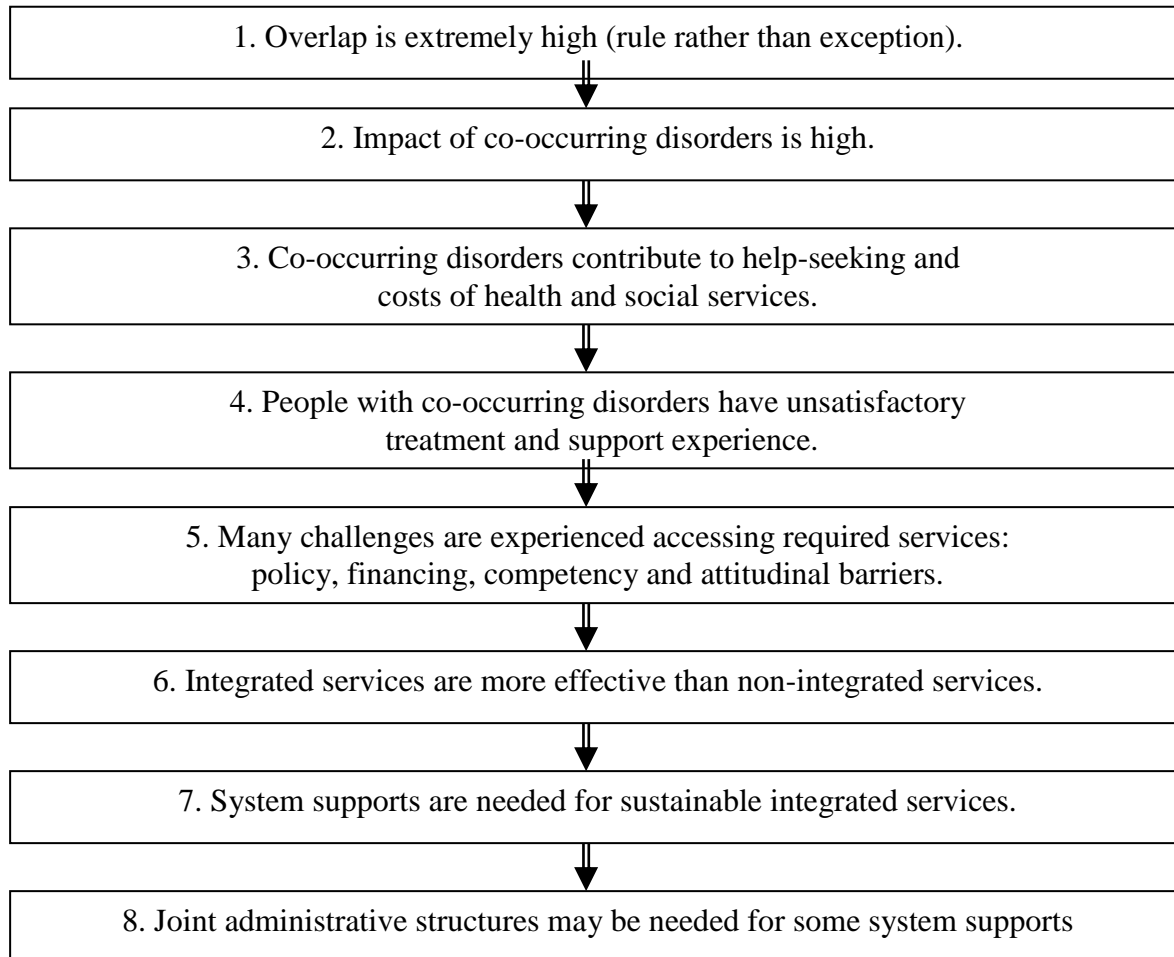 1. Overlap is extremely high (rule rather than exception).
2. Impact of co-occurring disorders is high.
3. Co-occurring disorders contribute to help-seeking and
costs of health and social services.
4. People with co-occurring disorders have unsatisfactory
treatment and support experience.
5. Many challenges are experienced accessing required services:
policy, financing, competency and attitudinal barriers.
6. Integrated services are more effective than non-integrated services.
7. System supports are needed for sustainable integrated services.
8. Joint administrative structures may be needed for some system supports